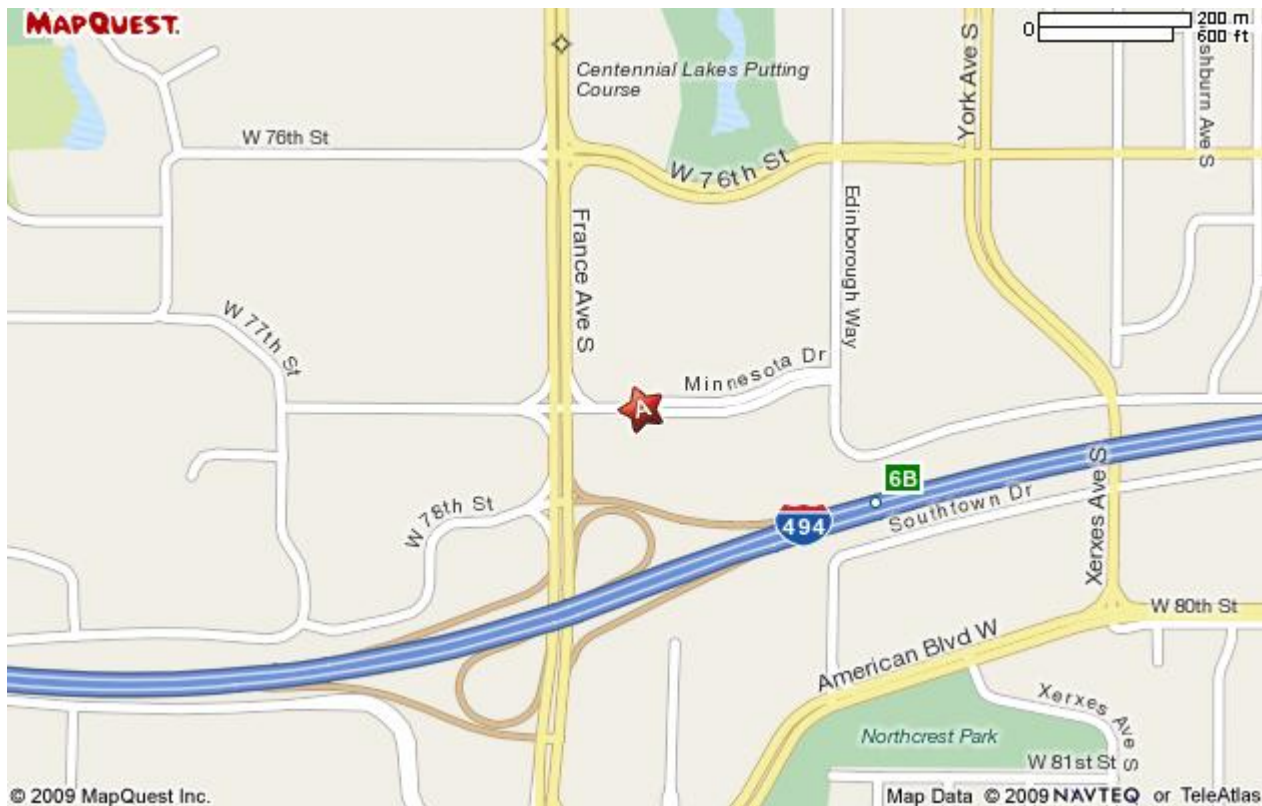 MAPQUEST.
0
200 m
600 ft
Centennial Lakes Putting
Course
York Ave S
shburn Ave S
W 76th St
W 76th St
France Ave S
Edinborough Way
W 77th St
Minnesota Dr
A
6B
494
W 78th St
Southtown Dr
Xerxes Ave S
W 80th St
American Blvd W
Xerxes Ave S
Northcrest Park
W 81st St
© 2009 MapQuest Inc.
Map Data © 2009 NAVTEQ or TeleAtlas